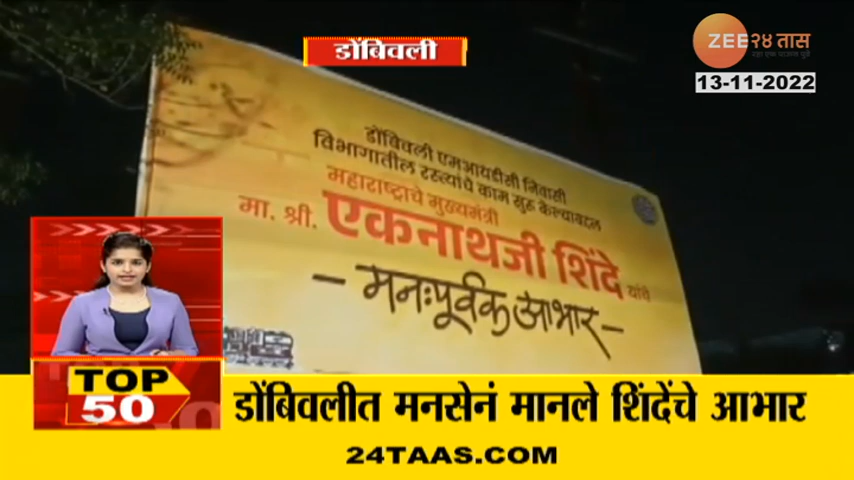 डोंबिवली
ZEE २४ तास
13-11-2022
डोंबिवली एमआयडीसी निवासी
विभागातील रस्त्यांचे काम सुरु केल्याबद्दल
महाराष्ट्राचे मुख्यमंत्री
मा. श्री. एकनाथजी शिंदे यांचे
मनःपूर्वक आभार
TOP
50
डोंबिवलीत मनसेनं मानले शिंदेंचे आभार
24TAAS.COM